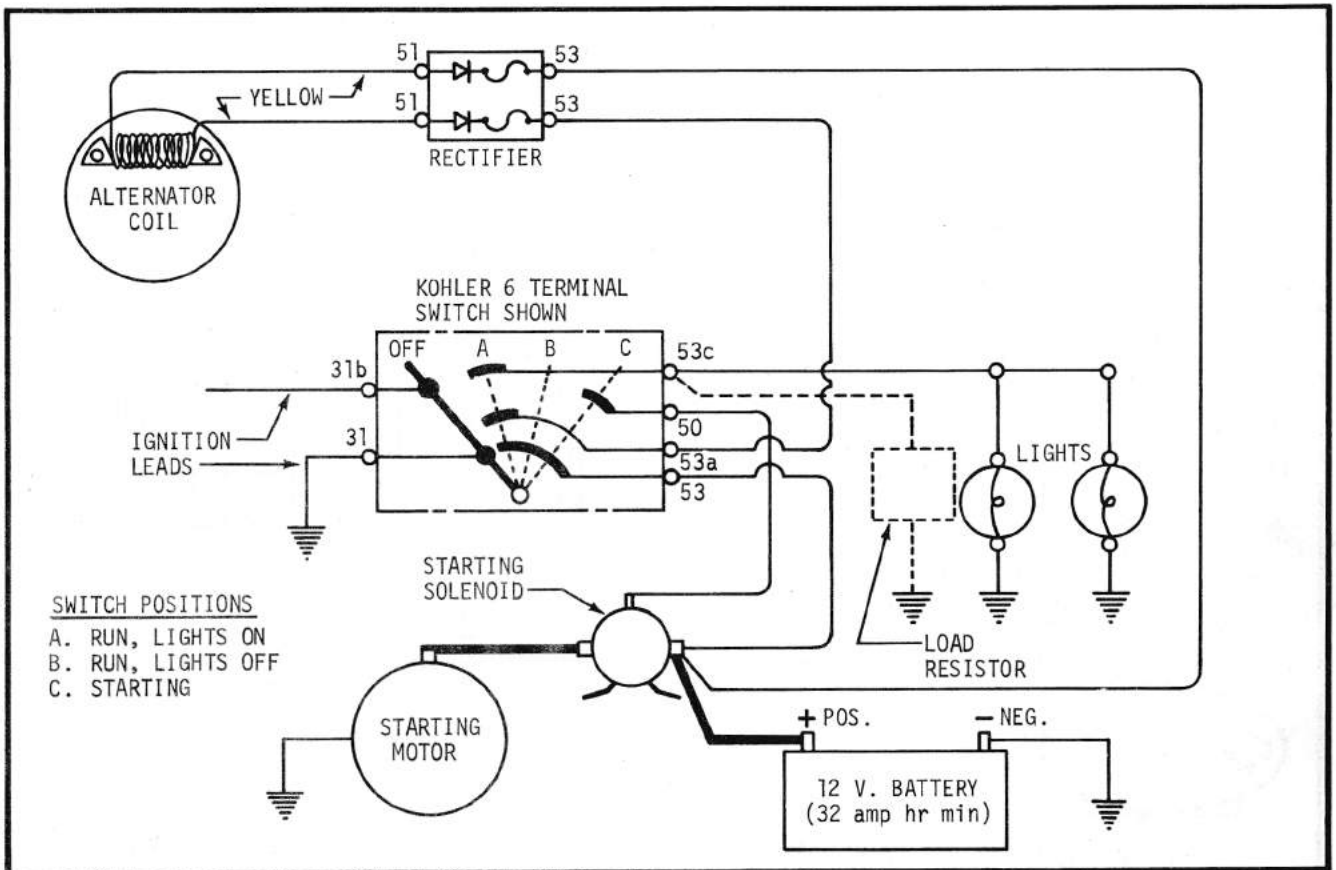 51
53
YELLOW
51
53
RECTIFIER
ALTERNATOR
COIL
KOHLER 6 TERMINAL
SWITCH SHOWN
OFF
A
B
C
53c
31b
50
IGNITION
LEADS
31
53a
53
LIGHTS
STARTING
SOLENOID
SWITCH POSITIONS
A. RUN, LIGHTS ON
B. RUN, LIGHTS OFF
C. STARTING
LOAD
RESISTOR
STARTING
MOTOR
+ POS.
- NEG.
12 V. BATTERY
(32 amp hr min)